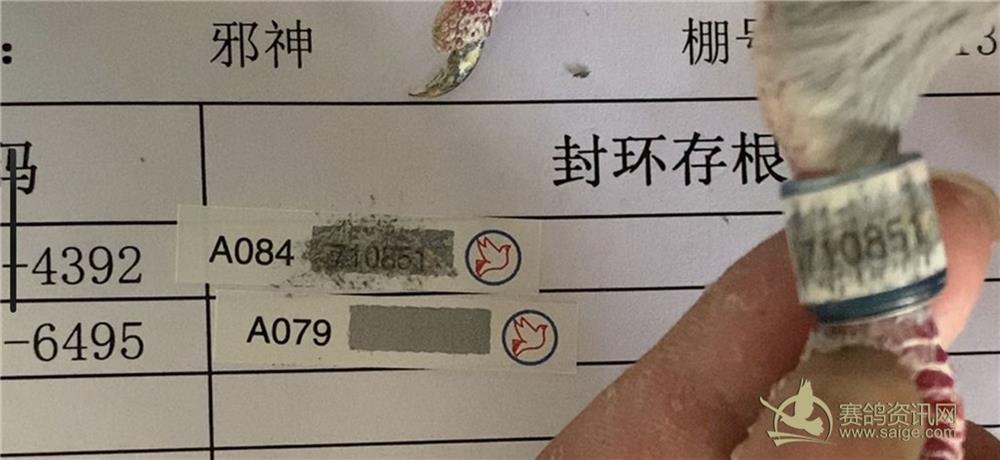 : 邪神 棚号
码 封环存根
-4392 A084 710851
-6495 A079
710851
赛鸽资讯网
www.saige.com